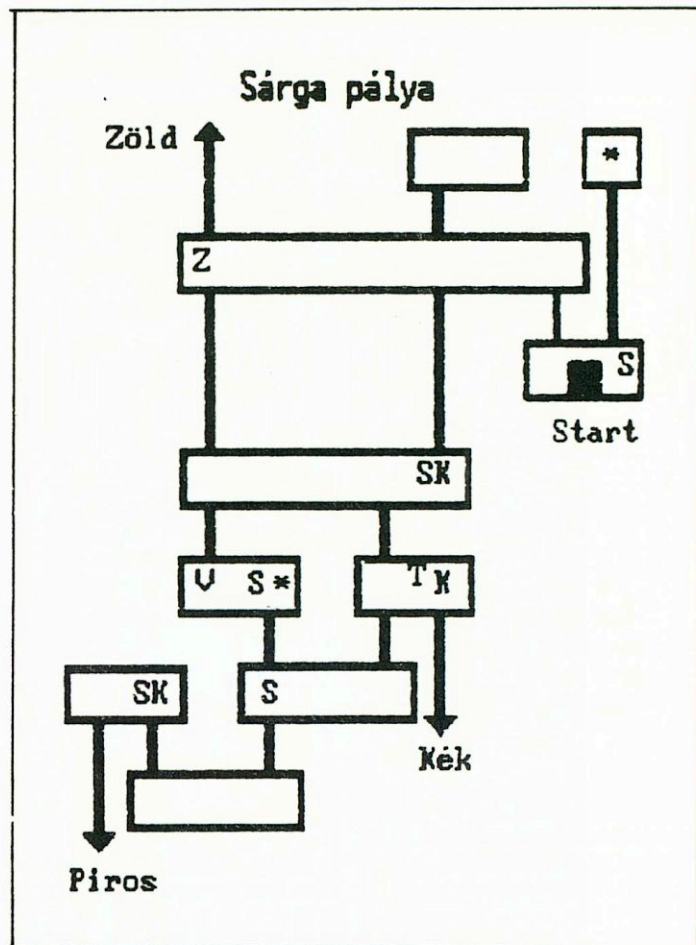 Sárga pálya
Zöld
*
Z
S
Start
SK
V S*
T K
SK
S
Kék
Piros